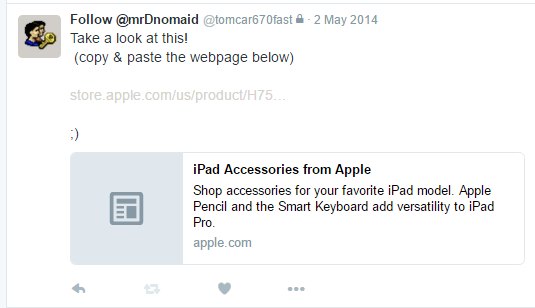 Follow @mrDnomaid @tomcar670fast · 2 May 2014
Take a look at this!
(copy & paste the webpage below)
store.apple.com/us/product/H75…
;)
iPad Accessories from Apple
Shop accessories for your favorite iPad model. Apple
Pencil and the Smart Keyboard add versatility to iPad
Pro.
apple.com